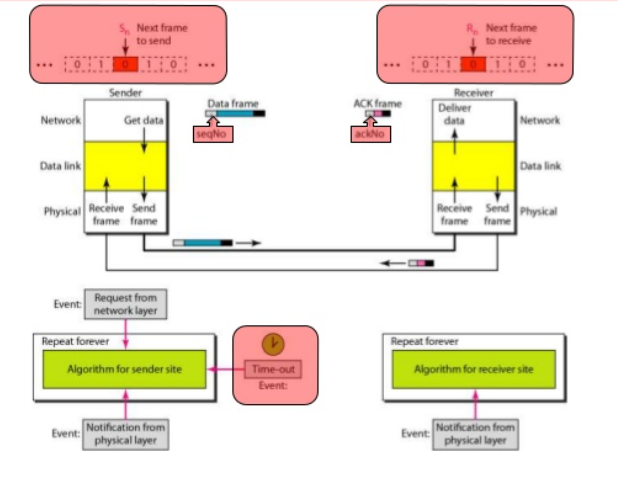 Sn Next frame
to send
... 0 1 0 1 0 ...
Rn Next frame
to receive
... 0 1 0 1 0 ...
Sender
Receiver
Network
Get data
Data frame
seqNo
ACK frame
ackNo
Deliver
data
Network
Data link
Data link
Physical
Receive
frame
Send
frame
Receive
frame
Send
frame
Physical
Event:
Request from
network layer
Repeat forever
Algorithm for sender site
Time-out
Event:
Event:
Notification from
physical layer
Repeat forever
Algorithm for receiver site
Event:
Notification from
physical layer